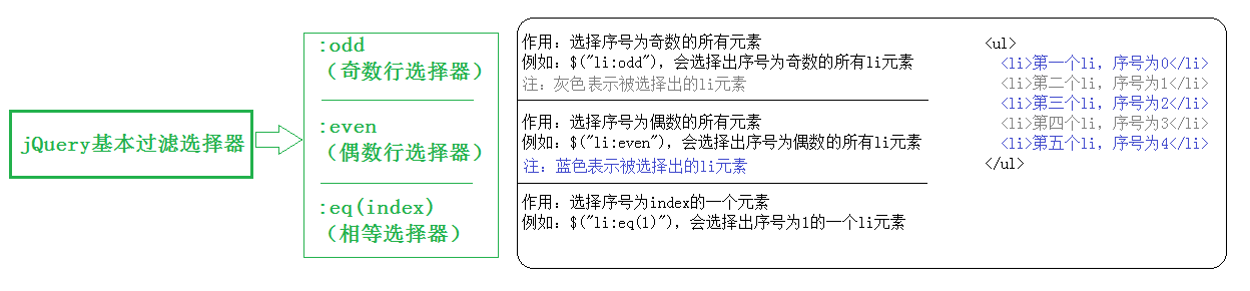 jQuery基本过滤选择器
:odd
（奇数行选择器）
:even
（偶数行选择器）
:eq(index)
（相等选择器）
作用：选择序号为奇数的所有元素
例如：$("li:odd")，会选择出序号为奇数的所有li元素
注：灰色表示被选择出的li元素
作用：选择序号为偶数的所有元素
例如：$("li:even")，会选择出序号为偶数的所有li元素
注：蓝色表示被选择出的li元素
作用：选择序号为index的一个元素
例如：$("li:eq(1)")，会选择出序号为1的一个li元素
<ul>
<li>第一个li，序号为0</li>
<li>第二个li，序号为1</li>
<li>第三个li，序号为2</li>
<li>第四个li，序号为3</li>
<li>第五个li，序号为4</li>
</ul>